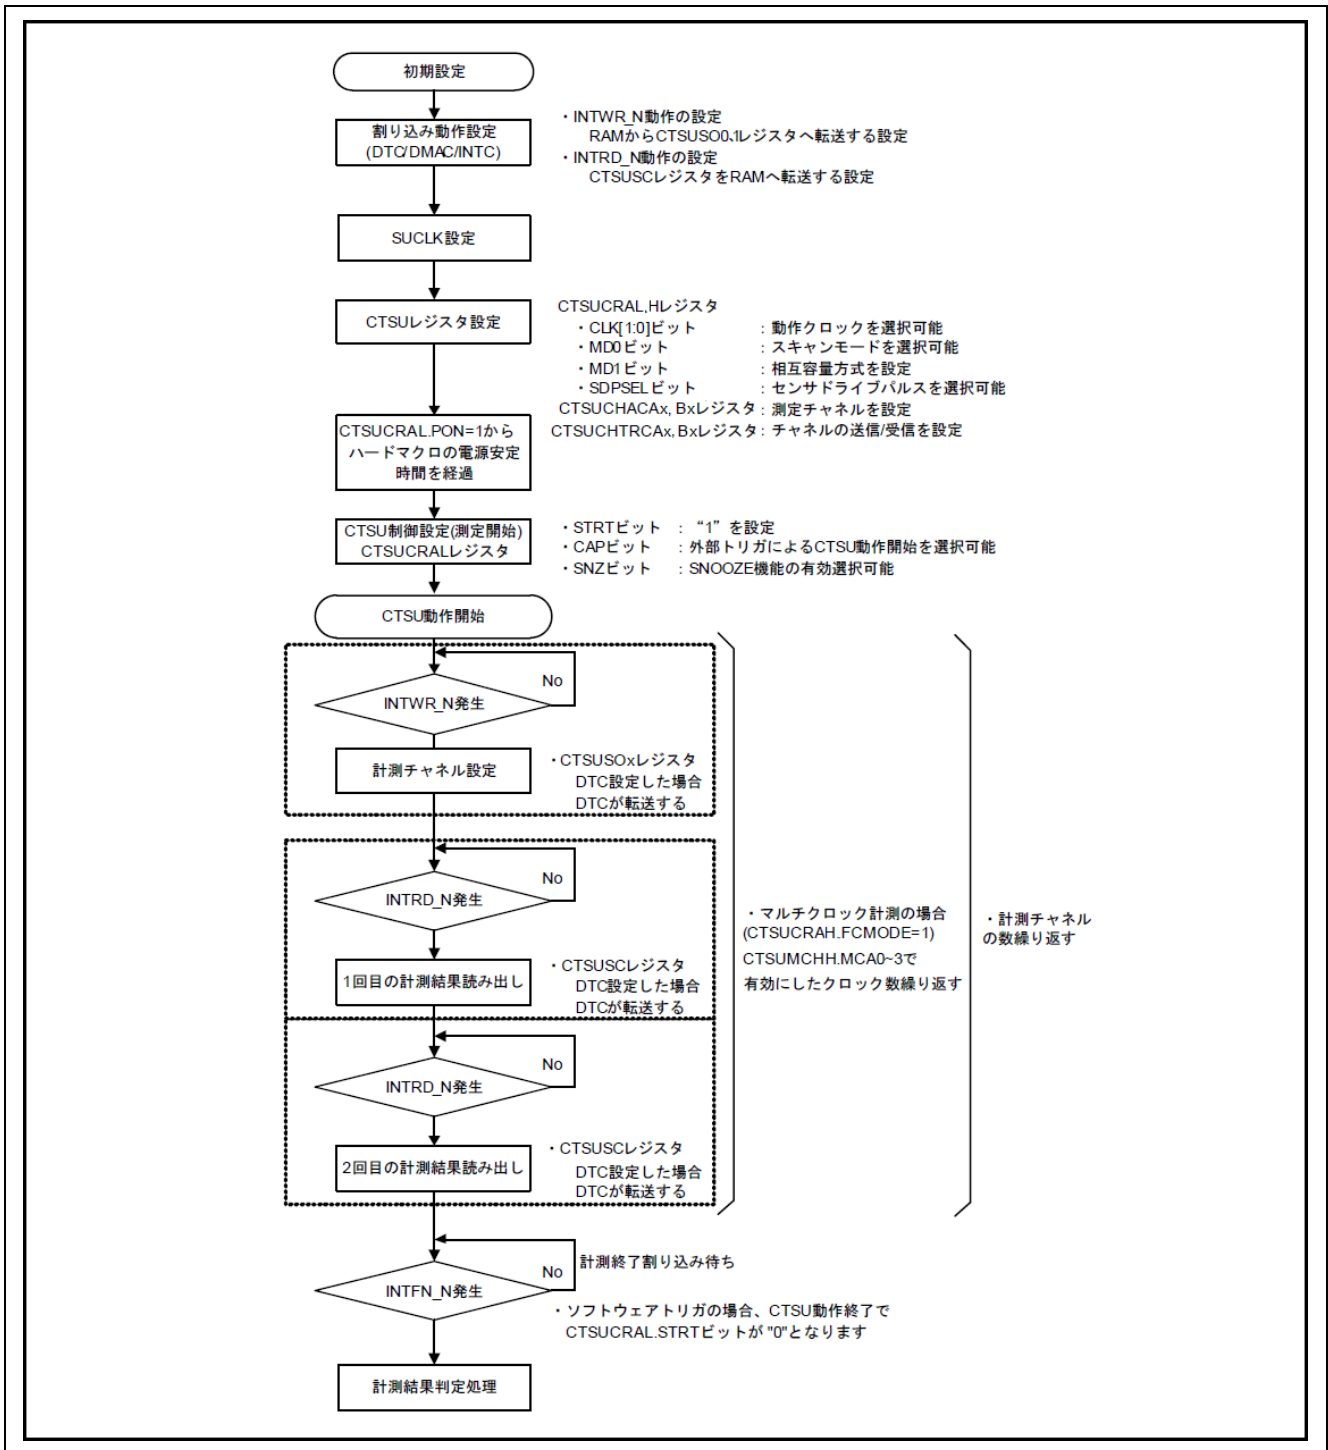 初期設定
割り込み動作設定
(DTC/DMAC/INTC)
・INTWR_N動作の設定
RAMからCTSUSO0,1レジスタへ転送する設定
・INTRD_N動作の設定
CTSUSCレジスタをRAMへ転送する設定
SUCLK設定
CTSUレジスタ設定
CTSUCRAL,Hレジスタ
・CLK[1:0]ビット : 動作クロックを選択可能
・MD0ビット : スキャンモードを選択可能
・MD1ビット : 相互容量方式を設定
・SDPSELビット : センサドライブパルスを選択可能
CTSUCHACAx, Bxレジスタ : 測定チャネルを設定
CTSUCHTRCAx, Bxレジスタ : チャネルの送信/受信を設定
CTSUCRAL.PON=1から
ハードマクロの電源安定
時間を経過
CTSU制御設定(測定開始)
CTSUCRALレジスタ
・STRTビット : “1”を設定
・CAPビット : 外部トリガによるCTSU動作開始を選択可能
・SNZビット : SNOOZE機能の有効選択可能
CTSU動作開始
No
INTWR_N発生
計測チャネル設定
・CTSUSOxレジスタ
DTC設定した場合
DTCが転送する
No
INTRD_N発生
1回目の計測結果読み出し
・CTSUSCレジスタ
DTC設定した場合
DTCが転送する
・マルチクロック計測の場合
(CTSUCRAH.FCMODE=1)
CTSUMCHH.MCA0~3で
有効にしたクロック数繰り返す
・計測チャネル
の数繰り返す
No
INTRD_N発生
2回目の計測結果読み出し
・CTSUSCレジスタ
DTC設定した場合
DTCが転送する
計測終了割り込み待ち
No
INTFN_N発生
・ソフトウェアトリガの場合、CTSU動作終了で
CTSUCRAL.STRTビットが "0"となります
計測結果判定処理